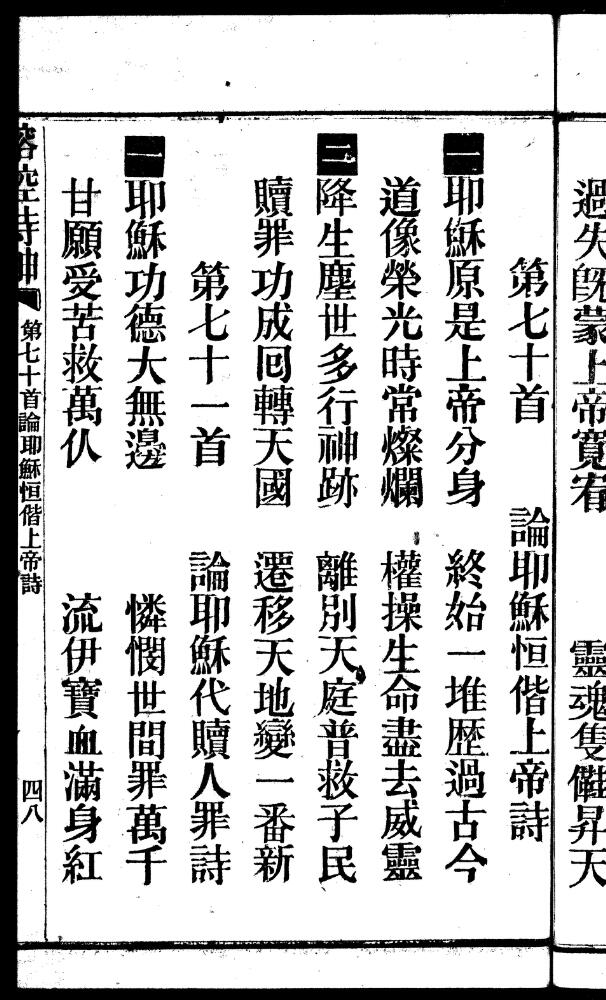 過失旣蒙上帝寬宥　靈魂隻儺昇天
第七十首　論耶穌恒偕上帝詩
一耶穌原是上帝分身　終始一堆歴過古今
道像榮光時常燦爛　權操生命盡去威靈
二降生塵世多行神跡　離別天庭普救子民
贖罪功成回轉天國　遷移天地變一番新
第七十一首　論耶穌代贖人罪詩
一耶穌功德大無邊　憐憫世間罪萬千
甘願受苦救萬仈　流伊寶血滿身紅
榕腔詩 第七十首論耶穌恒偕上帝詩 四八